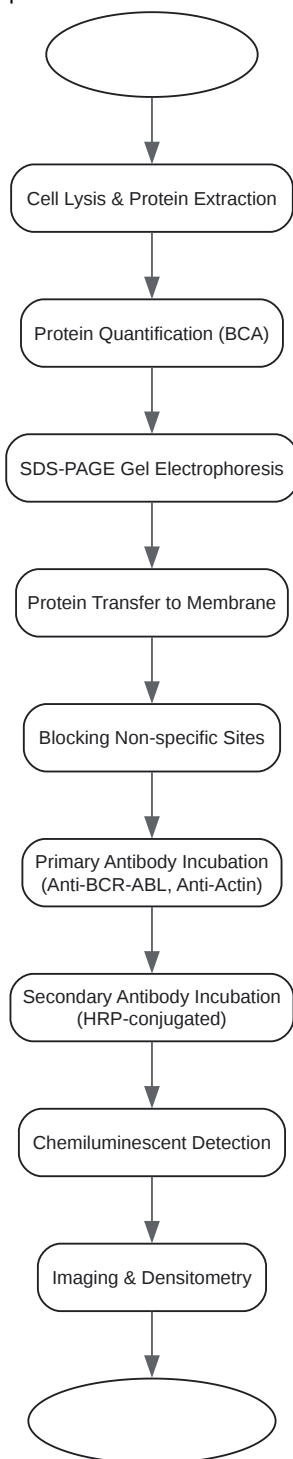 Cell Lysis & Protein Extraction
Protein Quantification (BCA)
SDS-PAGE Gel Electrophoresis
Protein Transfer to Membrane
Blocking Non-specific Sites
Primary Antibody Incubation
(Anti-BCR-ABL, Anti-Actin)
Secondary Antibody Incubation
(HRP-conjugated)
Chemiluminescent Detection
Imaging & Densitometry